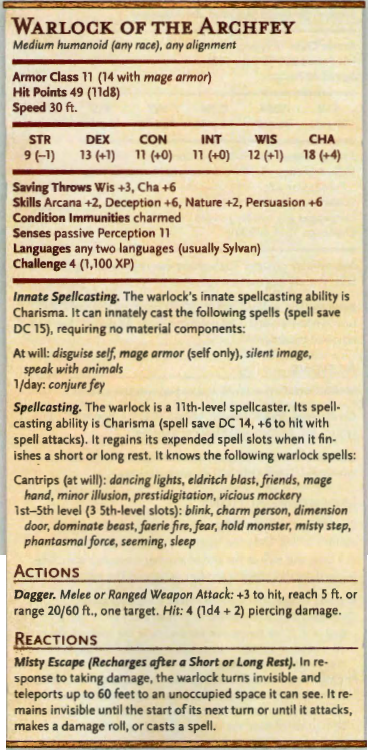 WARLOCK OF THE ARCHFEY
Medium humanoid (any race), any alignment
Armor Class 11 (14 with mage armor)
Hit Points 49 (11d8)
Speed 30 ft.
STR DEX CON INT WIS CHA
9 (–1) 13 (+1) 11 (+0) 11 (+0) 12 (+1) 18 (+4)
Saving Throws Wis +3, Cha +6
Skills Arcana +2, Deception +6, Nature +2, Persuasion +6
Condition Immunities charmed
Senses passive Perception 11
Languages any two languages (usually Sylvan)
Challenge 4 (1,100 XP)
Innate Spellcasting. The warlock's innate spellcasting ability is
Charisma. It can innately cast the following spells (spell save
DC 15), requiring no material components:
At will: disguise self, mage armor (self only), silent image,
speak with animals
1/day: conjure fey
Spellcasting. The warlock is a 11th-level spellcaster. Its spell-
casting ability is Charisma (spell save DC 14, +6 to hit with
spell attacks). It regains its expended spell slots when it fin-
ishes a short or long rest. It knows the following warlock spells:
Cantrips (at will): dancing lights, eldritch blast, friends, mage
hand, minor illusion, prestidigitation, vicious mockery
1st–5th level (3 5th-level slots): blink, charm person, dimension
door, dominate beast, faerie fire, fear, hold monster, misty step,
phantasmal force, seeming, sleep
ACTIONS
Dagger. Melee or Ranged Weapon Attack: +3 to hit, reach 5 ft. or
range 20/60 ft., one target. Hit: 4 (1d4 + 2) piercing damage.
REACTIONS
Misty Escape (Recharges after a Short or Long Rest). In re-
sponse to taking damage, the warlock turns invisible and
teleports up to 60 feet to an unoccupied space it can see. It re-
mains invisible until the start of its next turn or until it attacks,
makes a damage roll, or casts a spell.